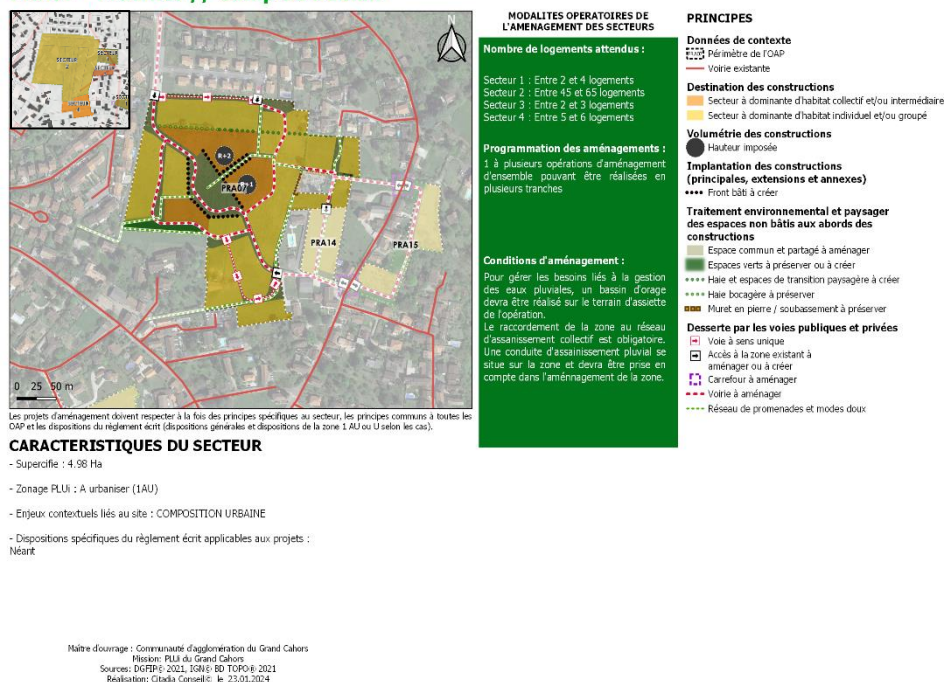 N
SECTEUR
SECTEUR
SECTEUR
R+2
PRA07
PRA14
PRA15
0 25 50 m
Les projets d'aménagement doivent respecter à la fois des principes spécifiques au secteur, les principes communs à toutes les
OAP et les dispositions du règlement écrit (dispositions générales et dispositions de la zone 1 AU ou U selon les cas).
CARACTERISTIQUES DU SECTEUR
- Supercifie : 4.98 Ha
- Zonage PLUi : A urbaniser (1AU)
- Enjeux contextuels liés au site : COMPOSITION URBAINE
- Dispositions spécifiques du règlement écrit applicables aux projets :
Néant
Maître d'ouvrage : Communauté d'agglomération du Grand Cahors
Mission: PLUi du Grand Cahors
Sources: DGFIP© 2021, IGN© BD TOPO® 2021
Réalisation: Citadia Conseil© le 23.01.2024
MODALITES OPERATOIRES DE
L'AMENAGEMENT DES SECTEURS
Nombre de logements attendus :
Secteur 1 : Entre 2 et 4 logements
Secteur 2 : Entre 45 et 65 logements
Secteur 3 : Entre 2 et 3 logements
Secteur 4 : Entre 5 et 6 logements
Programmation des aménagements :
1 à plusieurs opérations d'aménagement
d'ensemble pouvant être réalisées en
plusieurs tranches
Conditions d'aménagement :
Pour gérer les besoins liés à la gestion
des eaux pluviales, un bassin d'orage
devra être réalisé sur le terrain d'assiette
de l'opération.
Le raccordement de la zone au réseau
d'assanissement collectif est obligatoire.
Une conduite d'assainissement pluvial se
situe sur la zone et devra être prise en
compte dans l'aménnagement de la zone.
PRINCIPES
Données de contexte
Périmètre de l'OAP
Voirie existante
Destination des constructions
Secteur à dominante d'habitat collectif et/ou intermédiaire
Secteur à dominante d'habitat individuel et/ou groupé
Volumétrie des constructions
Hauteur imposée
Implantation des constructions
(principales, extensions et annexes)
Front bâti à créer
Traitement environnemental et paysager
des espaces non bâtis aux abords des
constructions
Espace commun et partagé à aménager
Espaces verts à préserver ou à créer
Haie et espaces de transition paysagère à créer
Haie bocagère à préserver
Muret en pierre / soubassement à préserver
Desserte par les voies publiques et privées
Voie à sens unique
Accès à la zone existant à
aménager ou à créer
Carrefour à aménager
Voirie à aménager
Réseau de promenades et modes doux